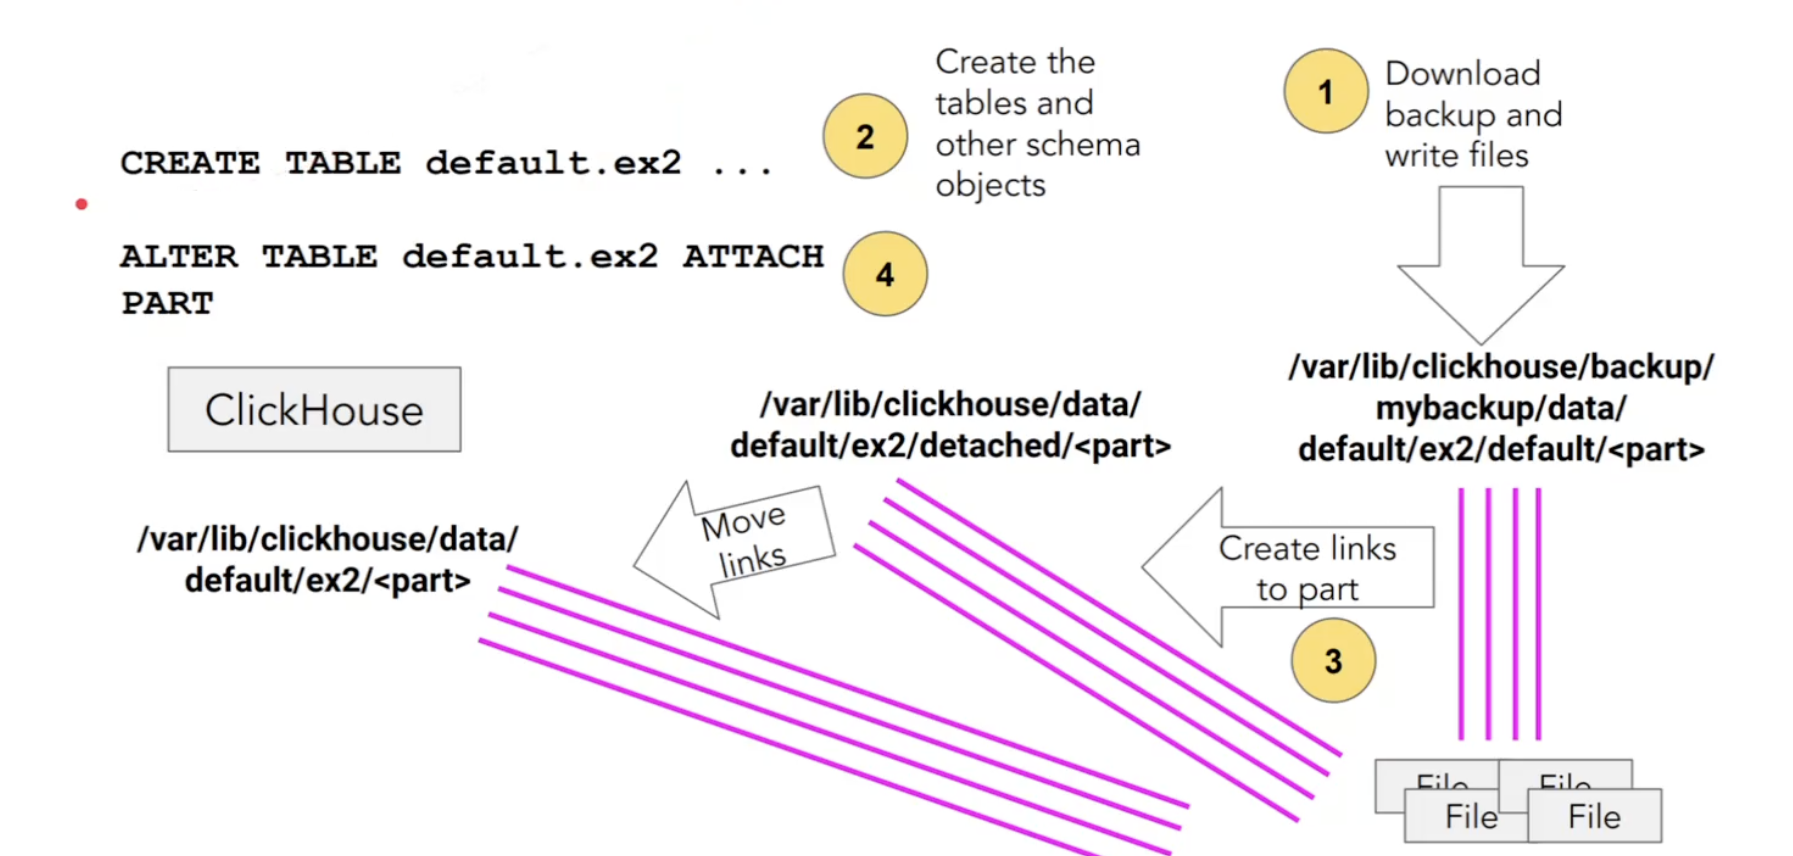 Create the
tables and
other schema
objects
2
1
Download
backup and
write files
CREATE TABLE default.ex2 ...
ALTER TABLE default.ex2 ATTACH
PART
4
ClickHouse
/var/lib/clickhouse/data/
default/ex2/detached/<part>
/var/lib/clickhouse/backup/
mybackup/data/
default/ex2/default/<part>
Move
links
/var/lib/clickhouse/data/
default/ex2/<part>
Create links
to part
3
File
File
File
File